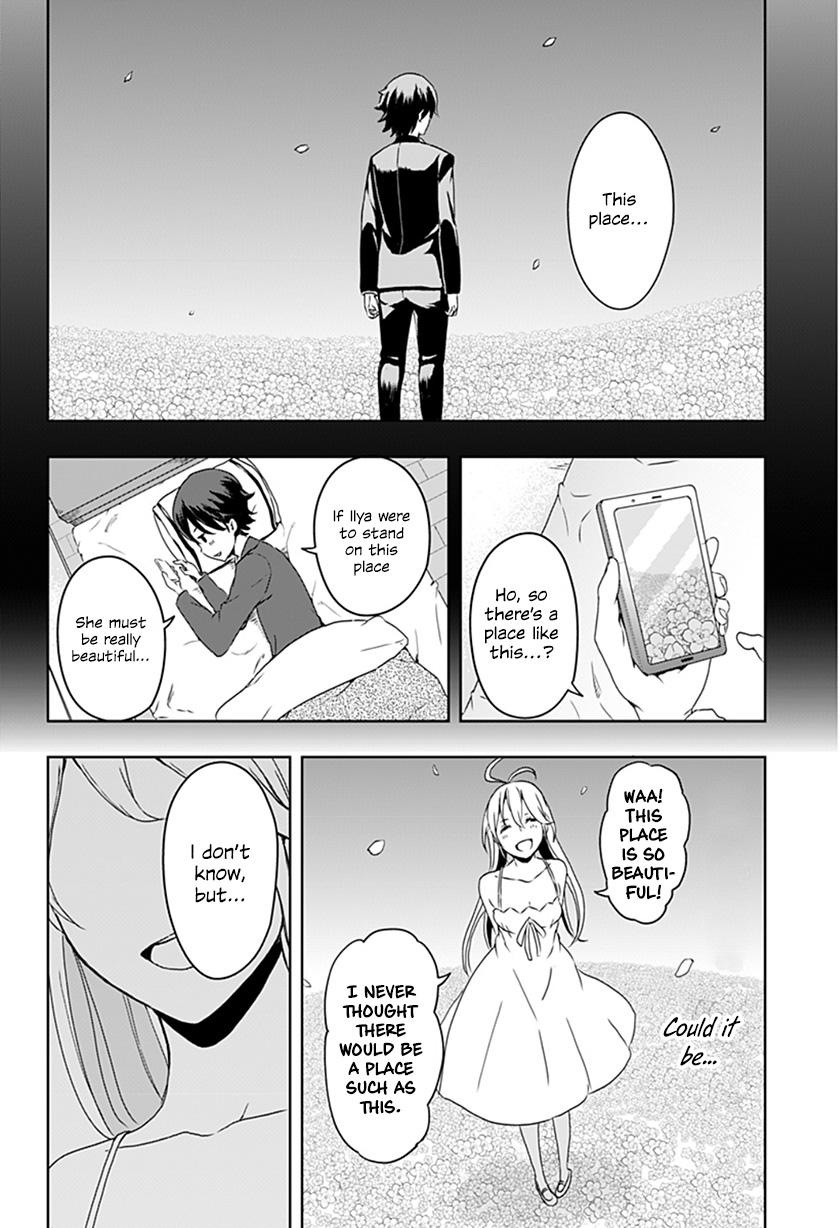 This
place...
Ho, so
there's a
place like
this...?
If Ilya were
to stand
on this
place
She must
be really
beautiful...
WAA!
THIS
PLACE
IS SO
BEAUTI-
FUL!
I NEVER
THOUGHT
THERE
WOULD BE
A PLACE
SUCH AS
THIS.
Could it
be...
I don't
know,
but...